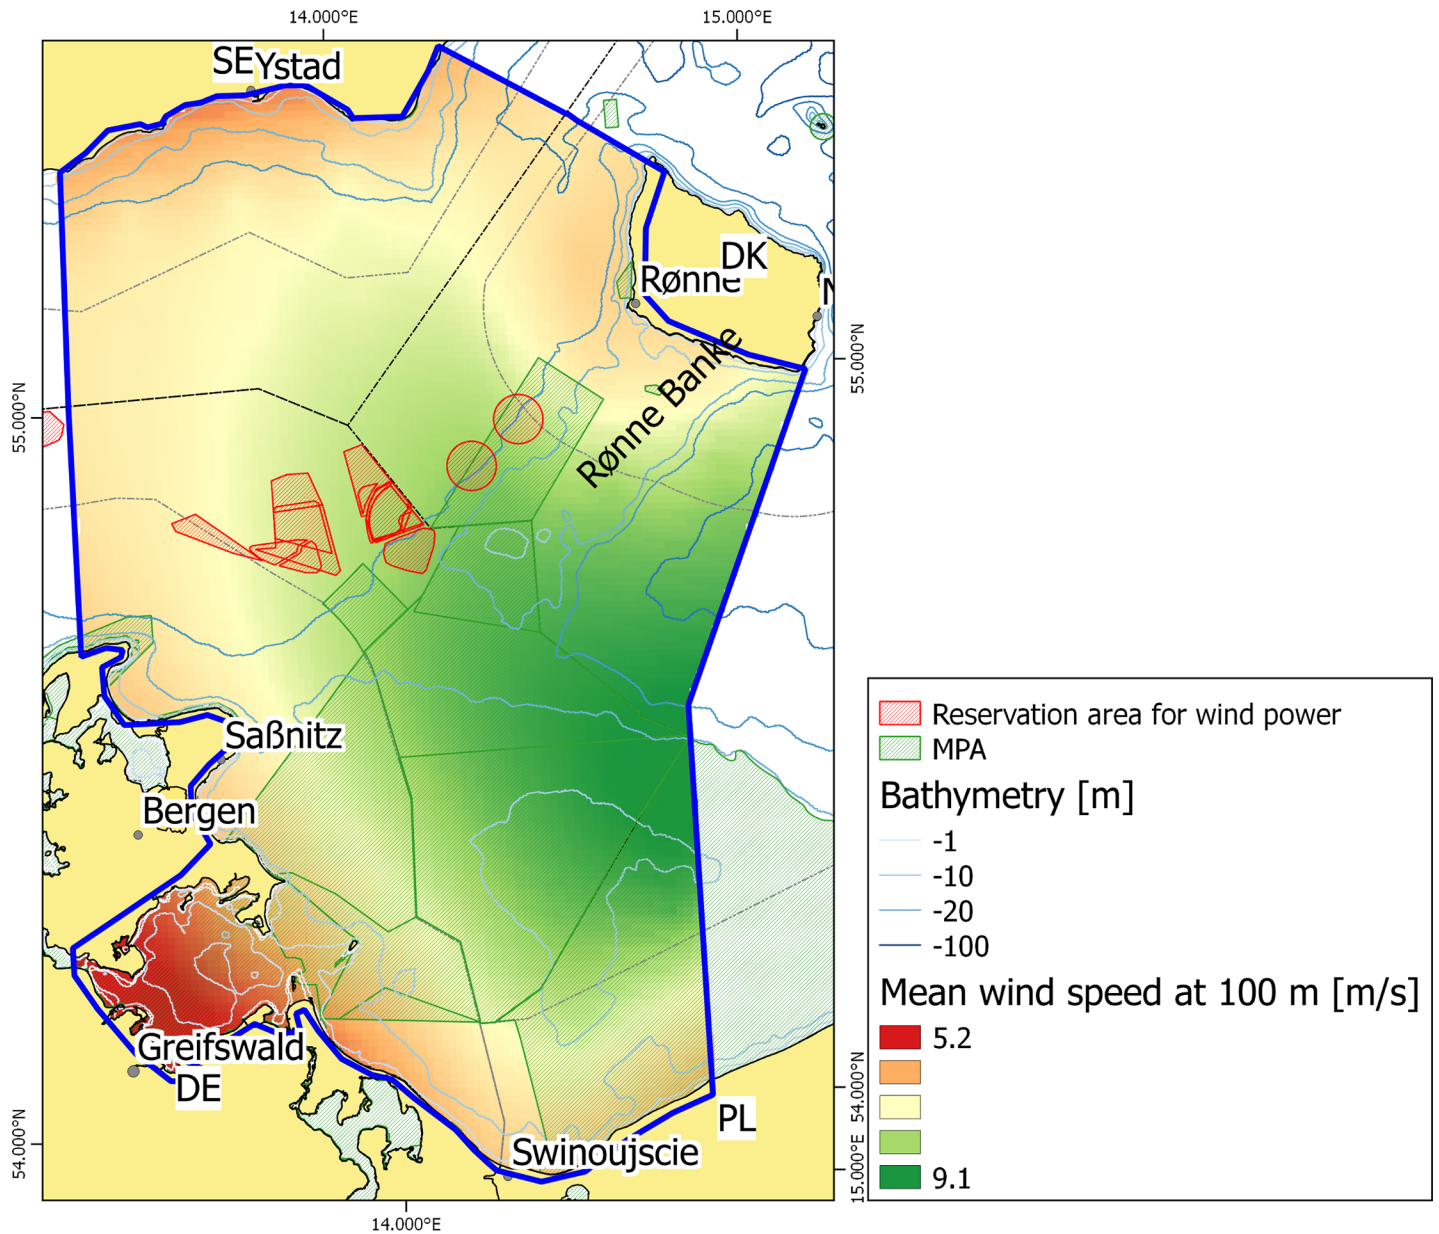 14.000°E
15.000°E
SE
Ystad
DK
Rønne
N
Rønne Banke
55.000°N
55.000°N
Saßnitz
Bergen
Greifswald
DE
PL
Swinoujscie
54.000°N
54.000°N
15.000°E
14.000°E
Reservation area for wind power
MPA
Bathymetry [m]
-1
-10
-20
-100
Mean wind speed at 100 m [m/s]
5.2
9.1